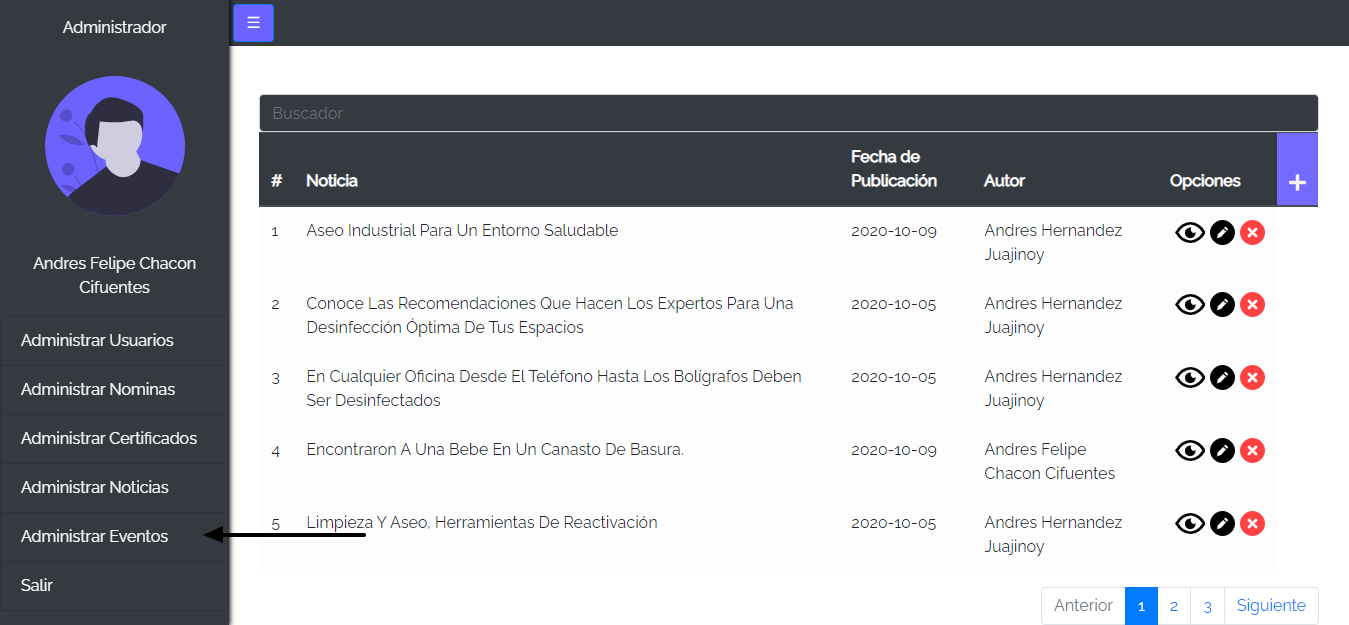 Administrador
Andres Felipe Chacon
Cifuentes
Administrar Usuarios
Administrar Nominas
Administrar Certificados
Administrar Noticias
Administrar Eventos
Salir
Buscador
# Noticia Fecha de Publicación Autor Opciones +
1 Aseo Industrial Para Un Entorno Saludable 2020-10-09 Andres Hernandez
Juajinoy
2 Conoce Las Recomendaciones Que Hacen Los Expertos Para Una 2020-10-05 Andres Hernandez
Desinfección Óptima De Tus Espacios Juajinoy
3 En Cualquier Oficina Desde El Teléfono Hasta Los Bolígrafos Deben 2020-10-05 Andres Hernandez
Ser Desinfectados Juajinoy
4 Encontraron A Una Bebe En Un Canasto De Basura. 2020-10-09 Andres Felipe
Chacon Cifuentes
5 Limpieza Y Aseo, Herramientas De Reactivación 2020-10-05 Andres Hernandez
Juajinoy
Anterior 1 2 3 Siguiente